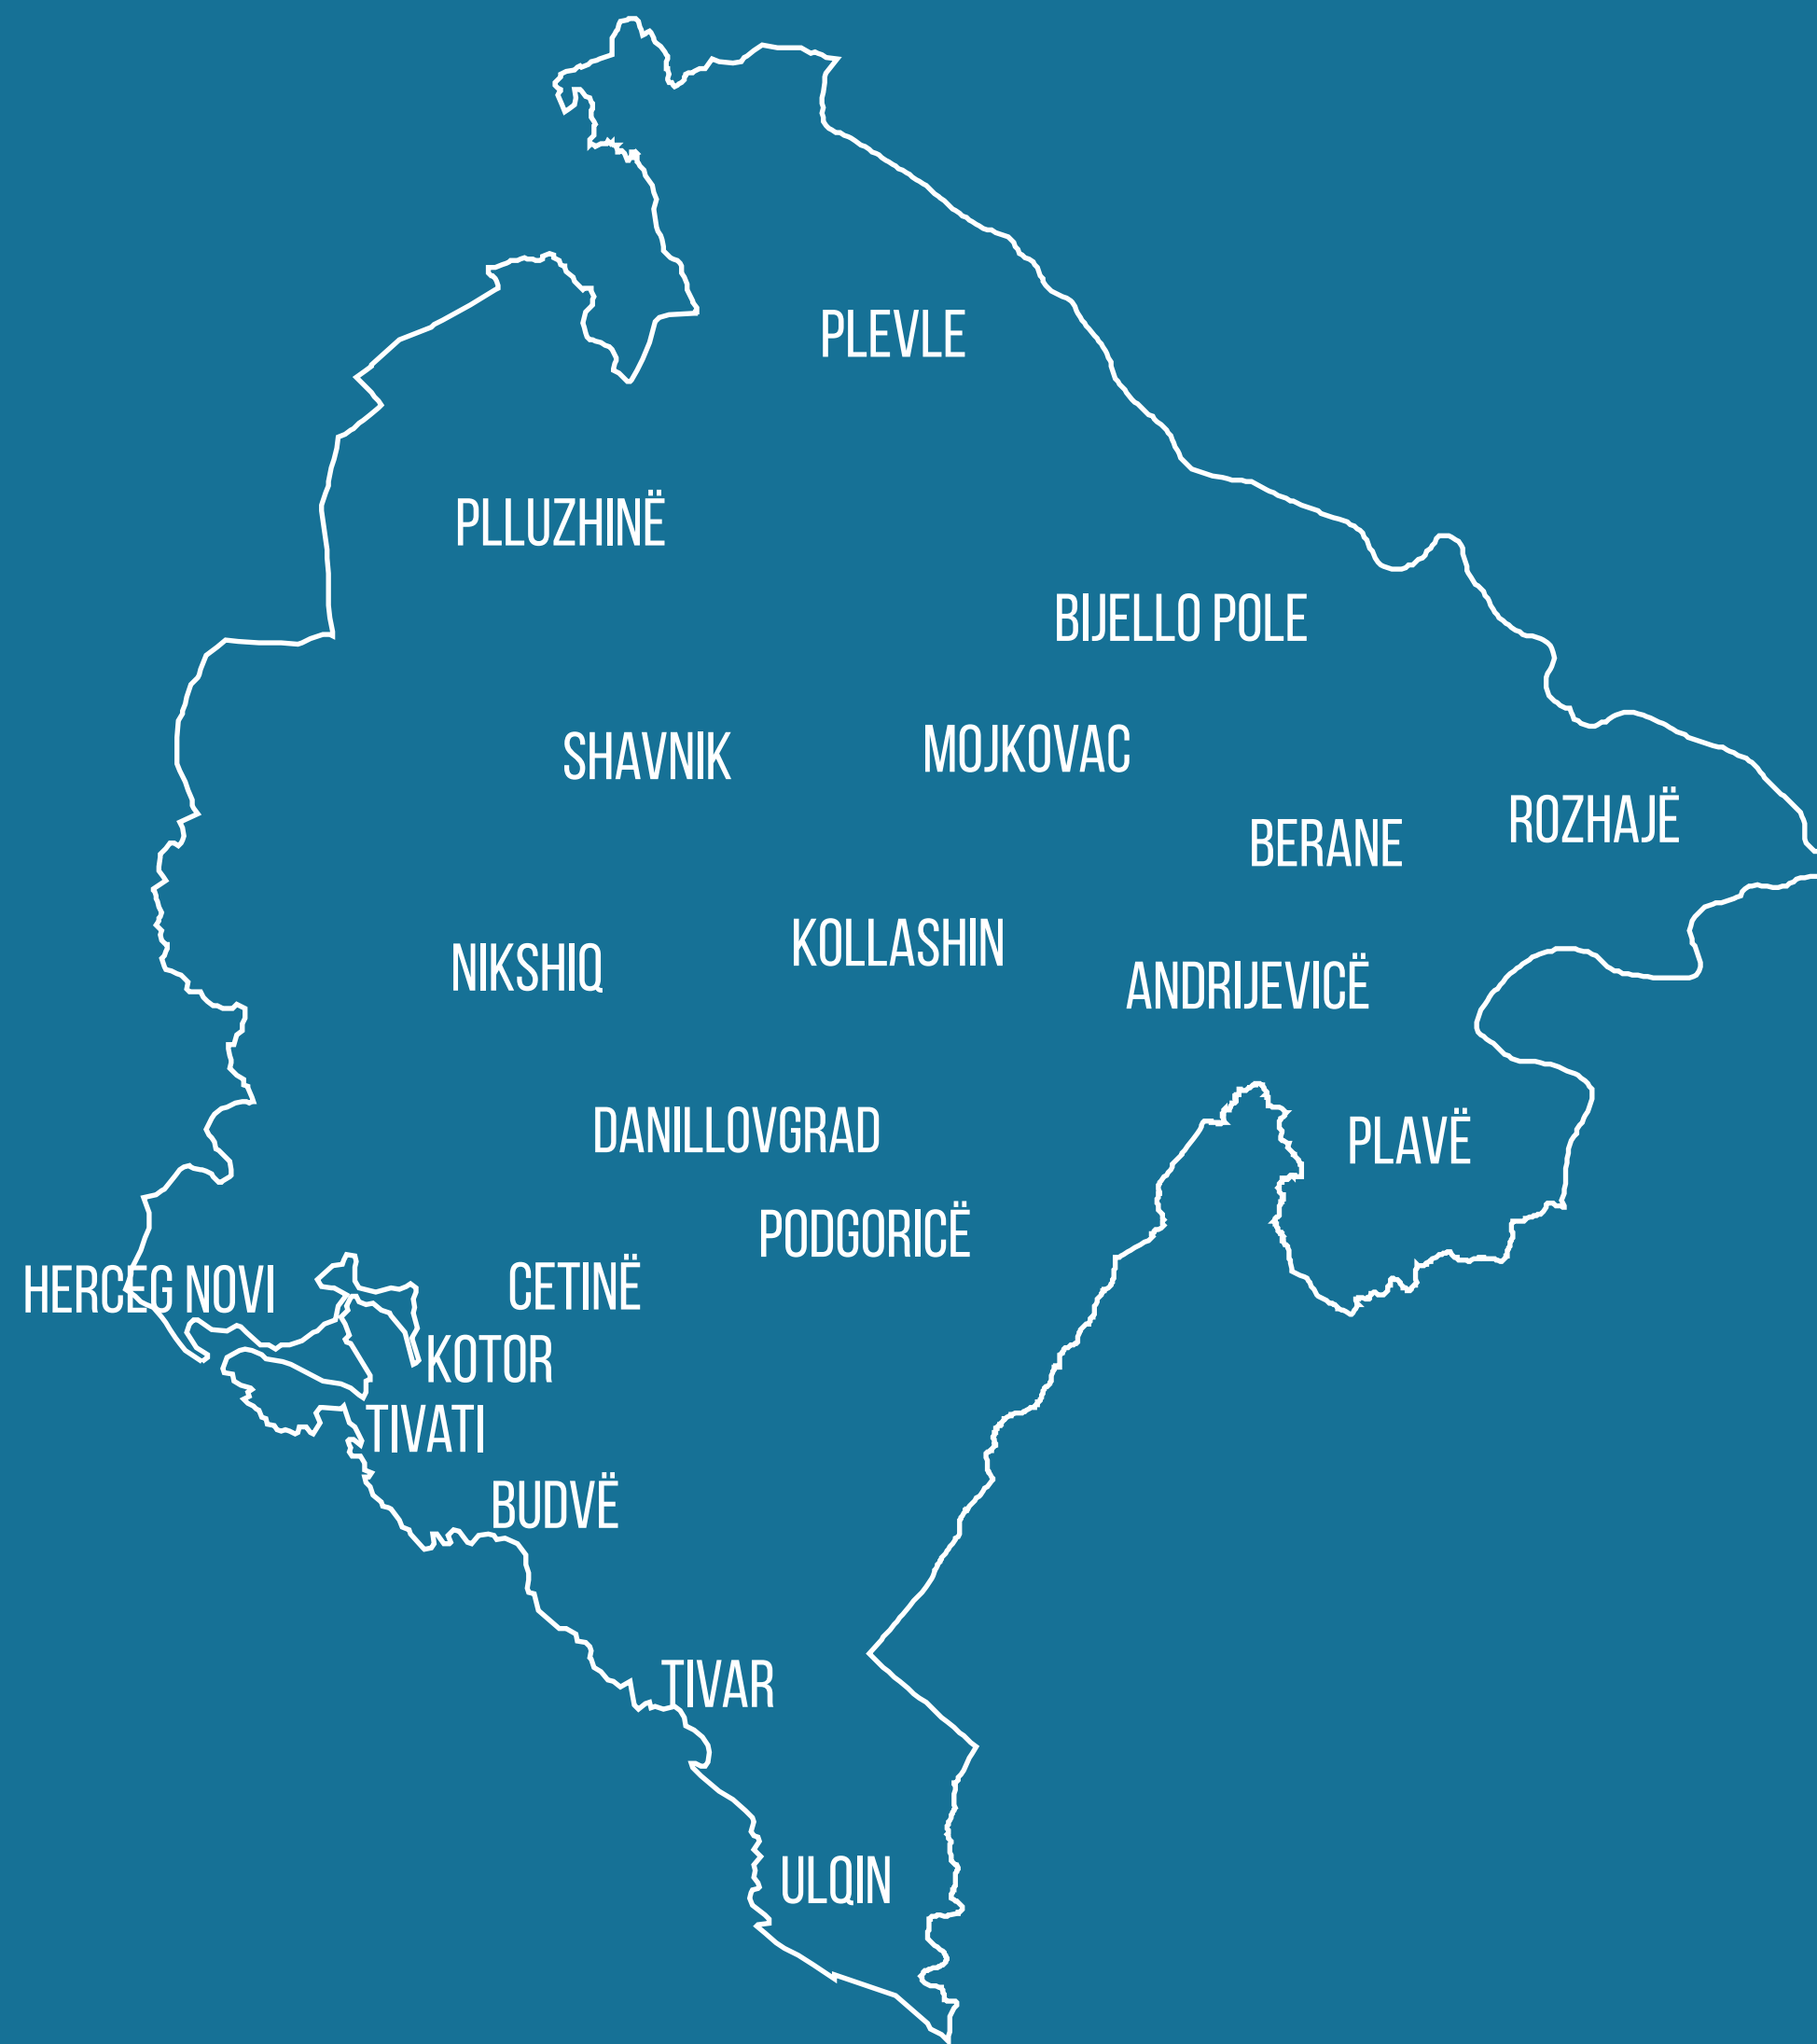 PLEVLE
PLLUZHINË
BIJELLO POLE
SHAVNIK
MOJKOVAC
ROZHAJË
BERANE
KOLLASHIN
NIKSHIQ
ANDRIJEVICË
DANILLOVGRAD
PLAVË
PODGORICË
CETINË
HERCEG NOVI
KOTOR
TIVATI
BUDVË
TIVAR
ULQIN